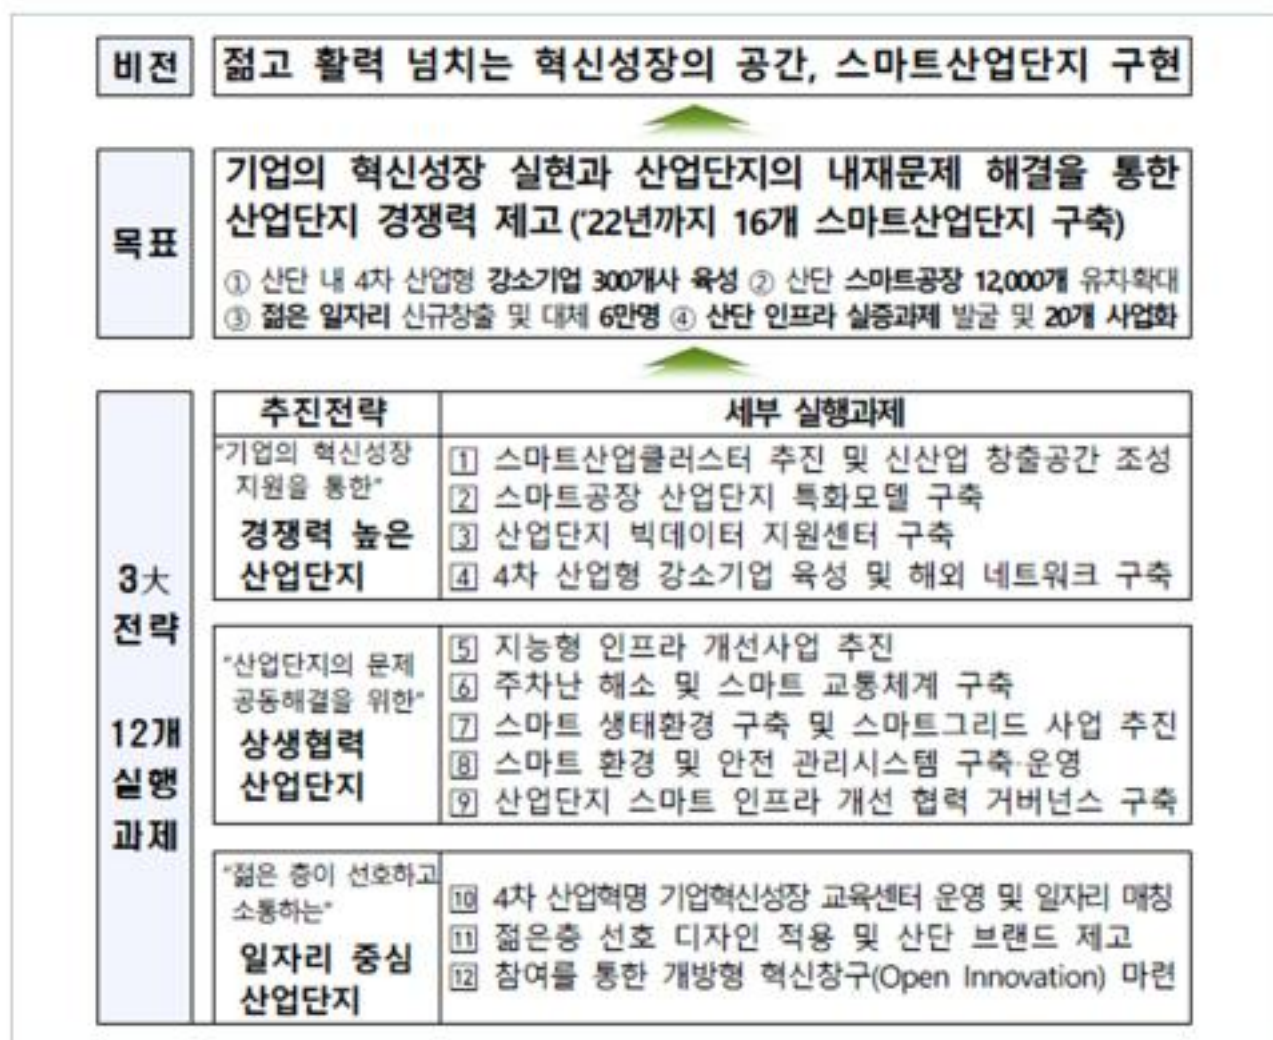 비전
젊고 활력 넘치는 혁신성장의 공간, 스마트산업단지 구현
목표
기업의 혁신성장 실현과 산업단지의 내재문제 해결을 통한
산업단지 경쟁력 제고 ('22년까지 16개 스마트산업단지 구축)
① 산단 내 4차 산업형 강소기업 300개사 육성 ② 산단 스마트공장 12,000개 유치·확대
③ 젊은 일자리 신규창출 및 대체 6만명 ④ 산단 인프라 실증과제 발굴 및 20개 사업화
3大
전략
12개
실행
과제
추진전략
세부 실행과제
"기업의 혁신성장
지원을 통한"
경쟁력 높은
산업단지
1 스마트산업클러스터 추진 및 신산업 창출공간 조성
2 스마트공장 산업단지 특화모델 구축
3 산업단지 빅데이터 지원센터 구축
4 4차 산업형 강소기업 육성 및 해외 네트워크 구축
"산업단지의 문제
공동해결을 위한"
상생협력
산업단지
5 지능형 인프라 개선사업 추진
6 주차난 해소 및 스마트 교통체계 구축
7 스마트 생태환경 구축 및 스마트그리드 사업 추진
8 스마트 환경 및 안전 관리시스템 구축·운영
9 산업단지 스마트 인프라 개선 협력 거버넌스 구축
"젊은 층이 선호하고
소통하는"
일자리 중심
산업단지
10 4차 산업혁명 기업혁신성장 교육센터 운영 및 일자리 매칭
11 젊은층 선호 디자인 적용 및 산단 브랜드 제고
12 참여를 통한 개방형 혁신창구(Open Innovation) 마련